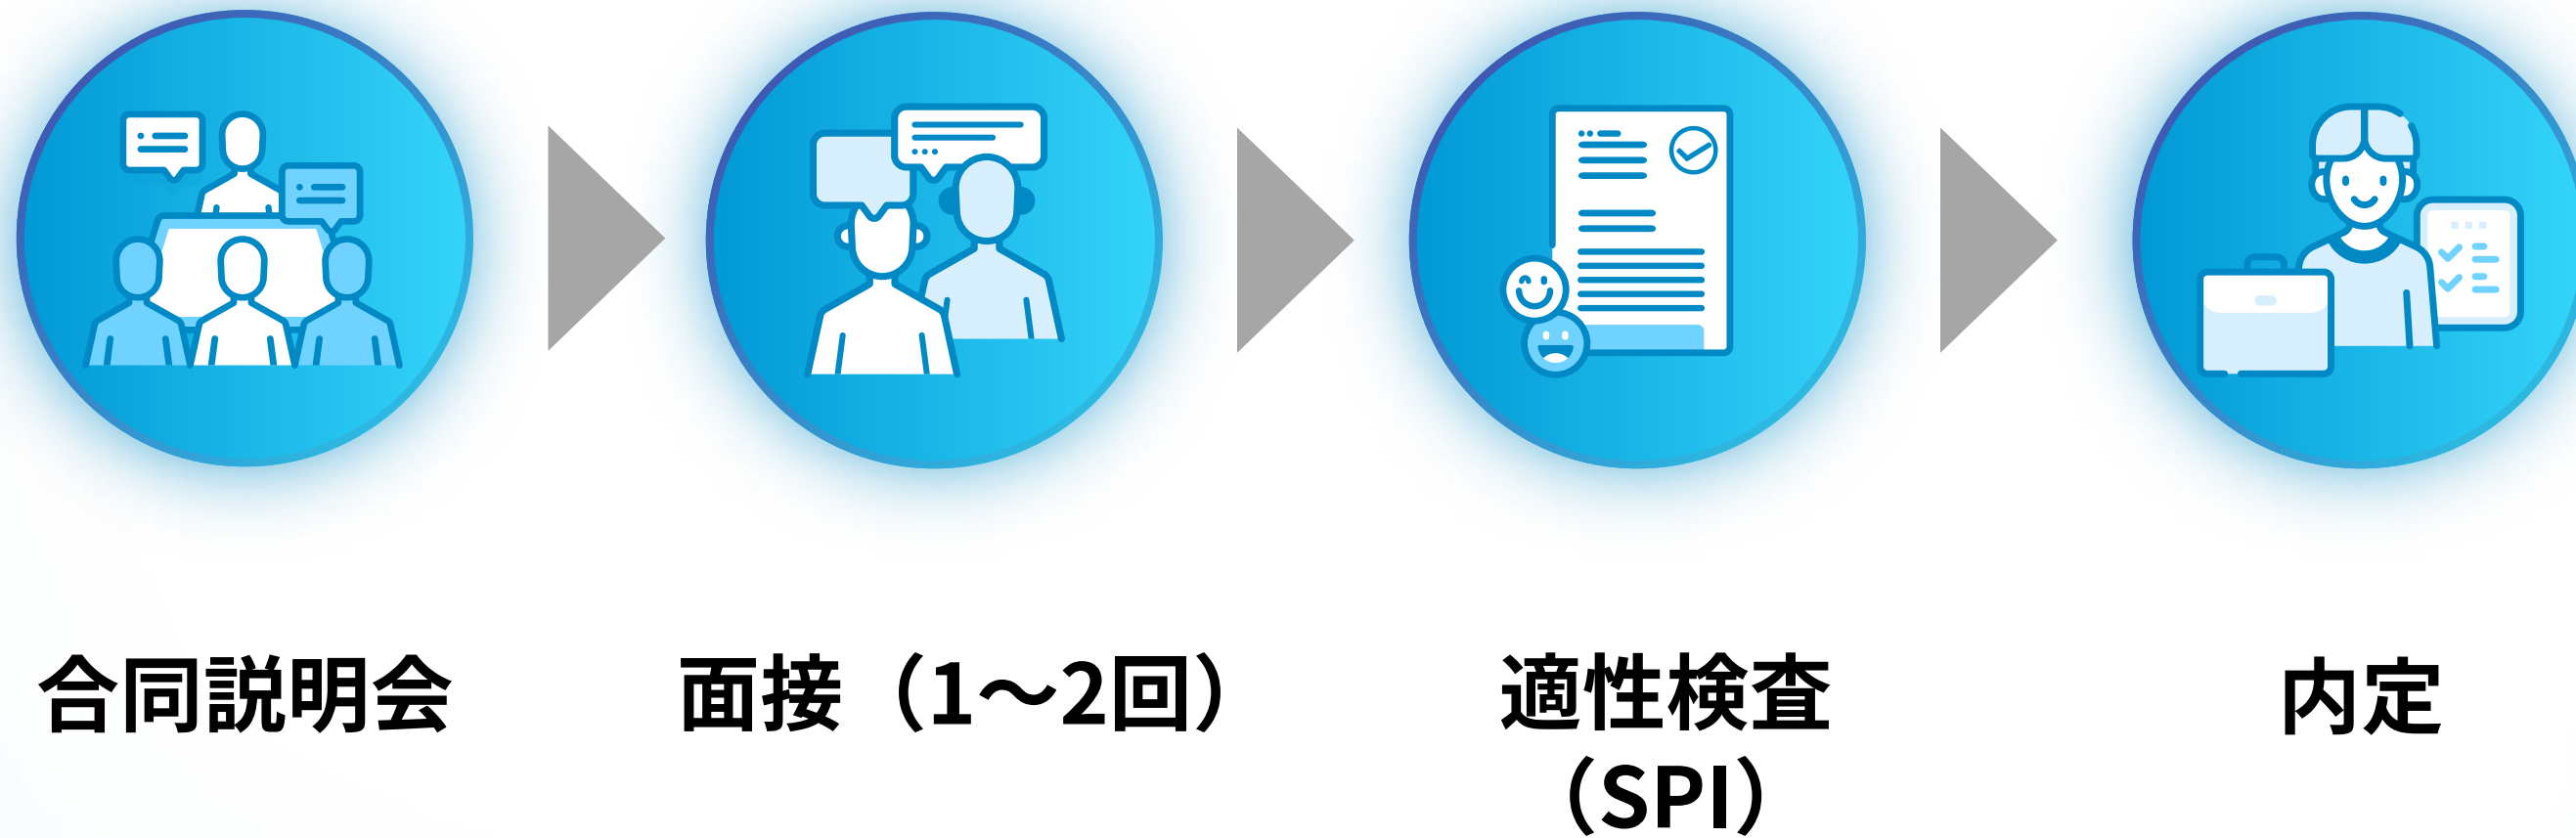 合同説明会
面接（1～2回）
適性検査
（SPI）
内定